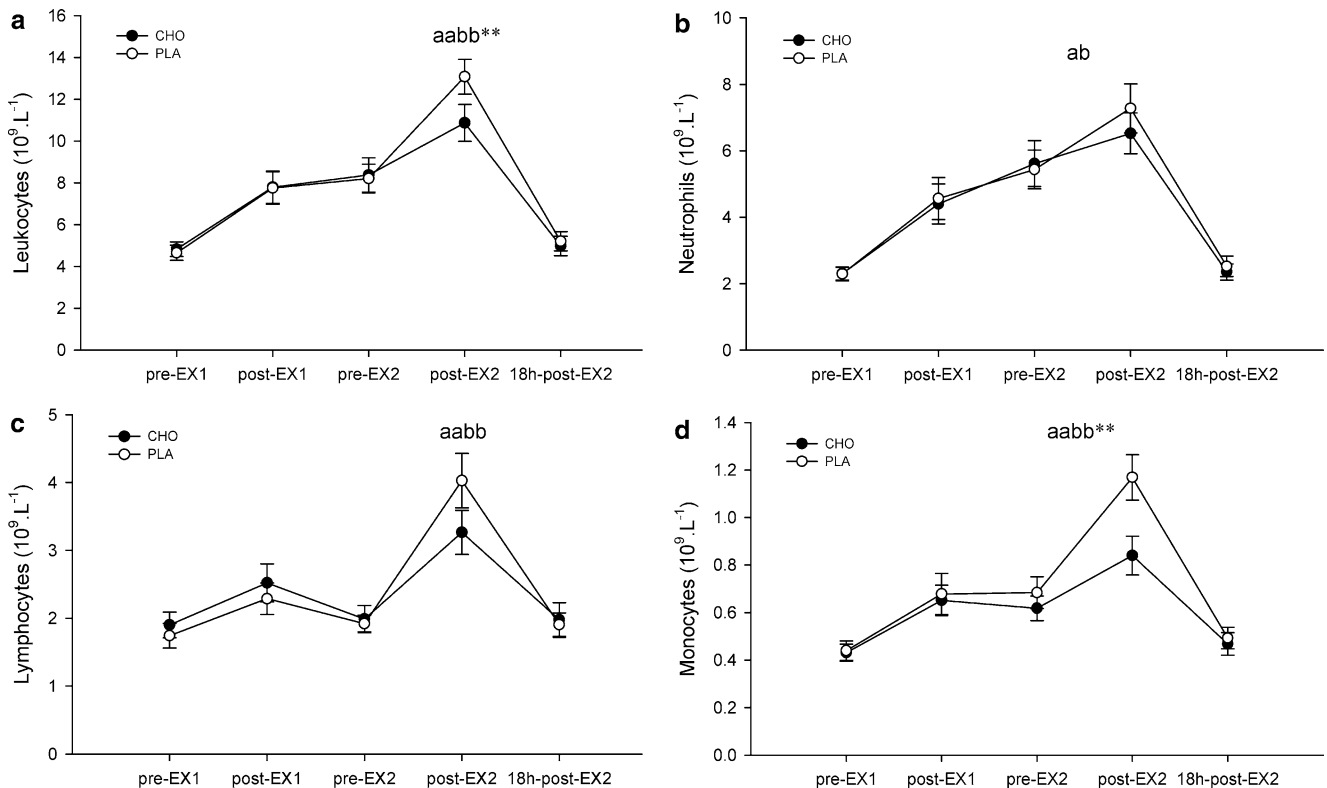 a
Leukocytes (10⁹.L⁻¹)
16
14
12
10
8
6
4
2
0
CHO
PLA
aabb**
pre-EX1 post-EX1 pre-EX2 post-EX2 18h-post-EX2
b
Neutrophils (10⁹.L⁻¹)
10
8
6
4
2
0
CHO
PLA
ab
pre-EX1 post-EX1 pre-EX2 post-EX2 18h-post-EX2
c
Lymphocytes (10⁹.L⁻¹)
5
4
3
2
1
0
CHO
PLA
aabb
pre-EX1 post-EX1 pre-EX2 post-EX2 18h-post-EX2
d
Monocytes (10⁹.L⁻¹)
1.4
1.2
1.0
0.8
0.6
0.4
0.2
0.0
CHO
PLA
aabb**
pre-EX1 post-EX1 pre-EX2 post-EX2 18h-post-EX2